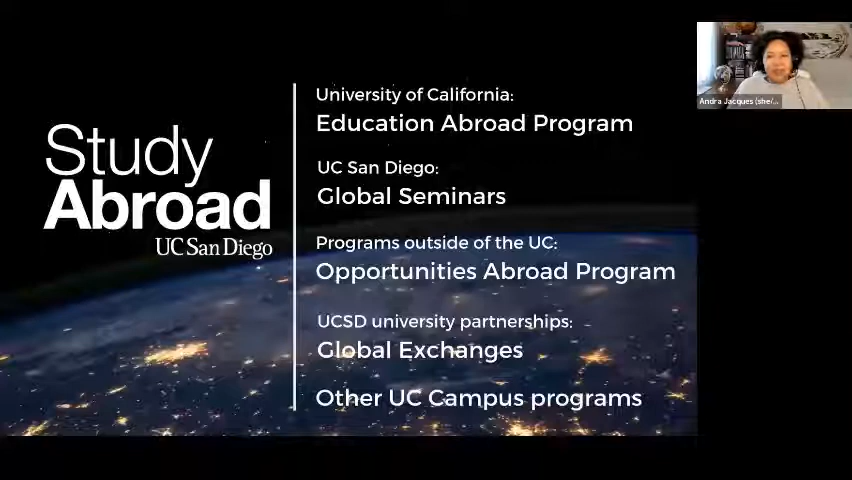 Study
Abroad
UC San Diego
University of California:
Education Abroad Program
UC San Diego:
Global Seminars
Programs outside of the UC:
Opportunities Abroad Program
UCSD university partnerships:
Global Exchanges
Other UC Campus programs
Andra Jacques (she/...